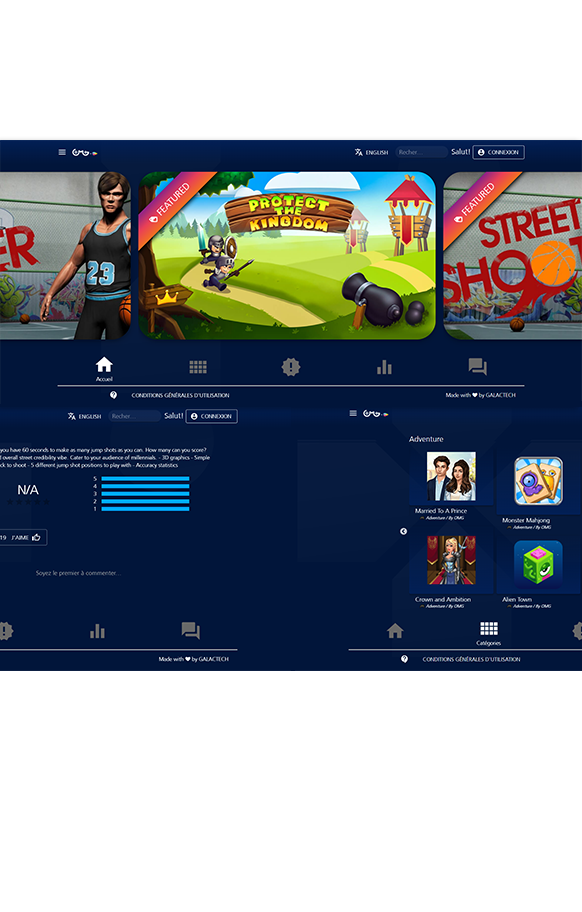 OMG
ENGLISH
Recher...
Salut!
CONNEXION
FEATURED
ER
23
PROTECT
THE
KINGDOM
FEATURED
STREET
SHOOT
Accueil
CONDITIONS GÉNÉRALES D'UTILISATION
Made with ❤ by GALACTECH
ENGLISH
Recher...
Salut!
CONNEXION
you have 60 seconds to make as many jump shots as you can. How many can you score?
overall street credibility vibe. Cater to your audience of millennials. - 3D graphics - Simple
ck to shoot - 5 different jump shot positions to play with - Accuracy statistics
N/A
5
4
3
2
1
19 J'AIME
Soyez le premier à commenter...
Made with ❤ by GALACTECH
OMG
Adventure
Married To A Prince
Adventure / By OMG
Monster Mahjong
Adventure / By OMG
Crown and Ambition
Adventure / By OMG
Alien Town
Adventure / By OMG
Catégories
CONDITIONS GÉNÉRALES D'UTILISATION